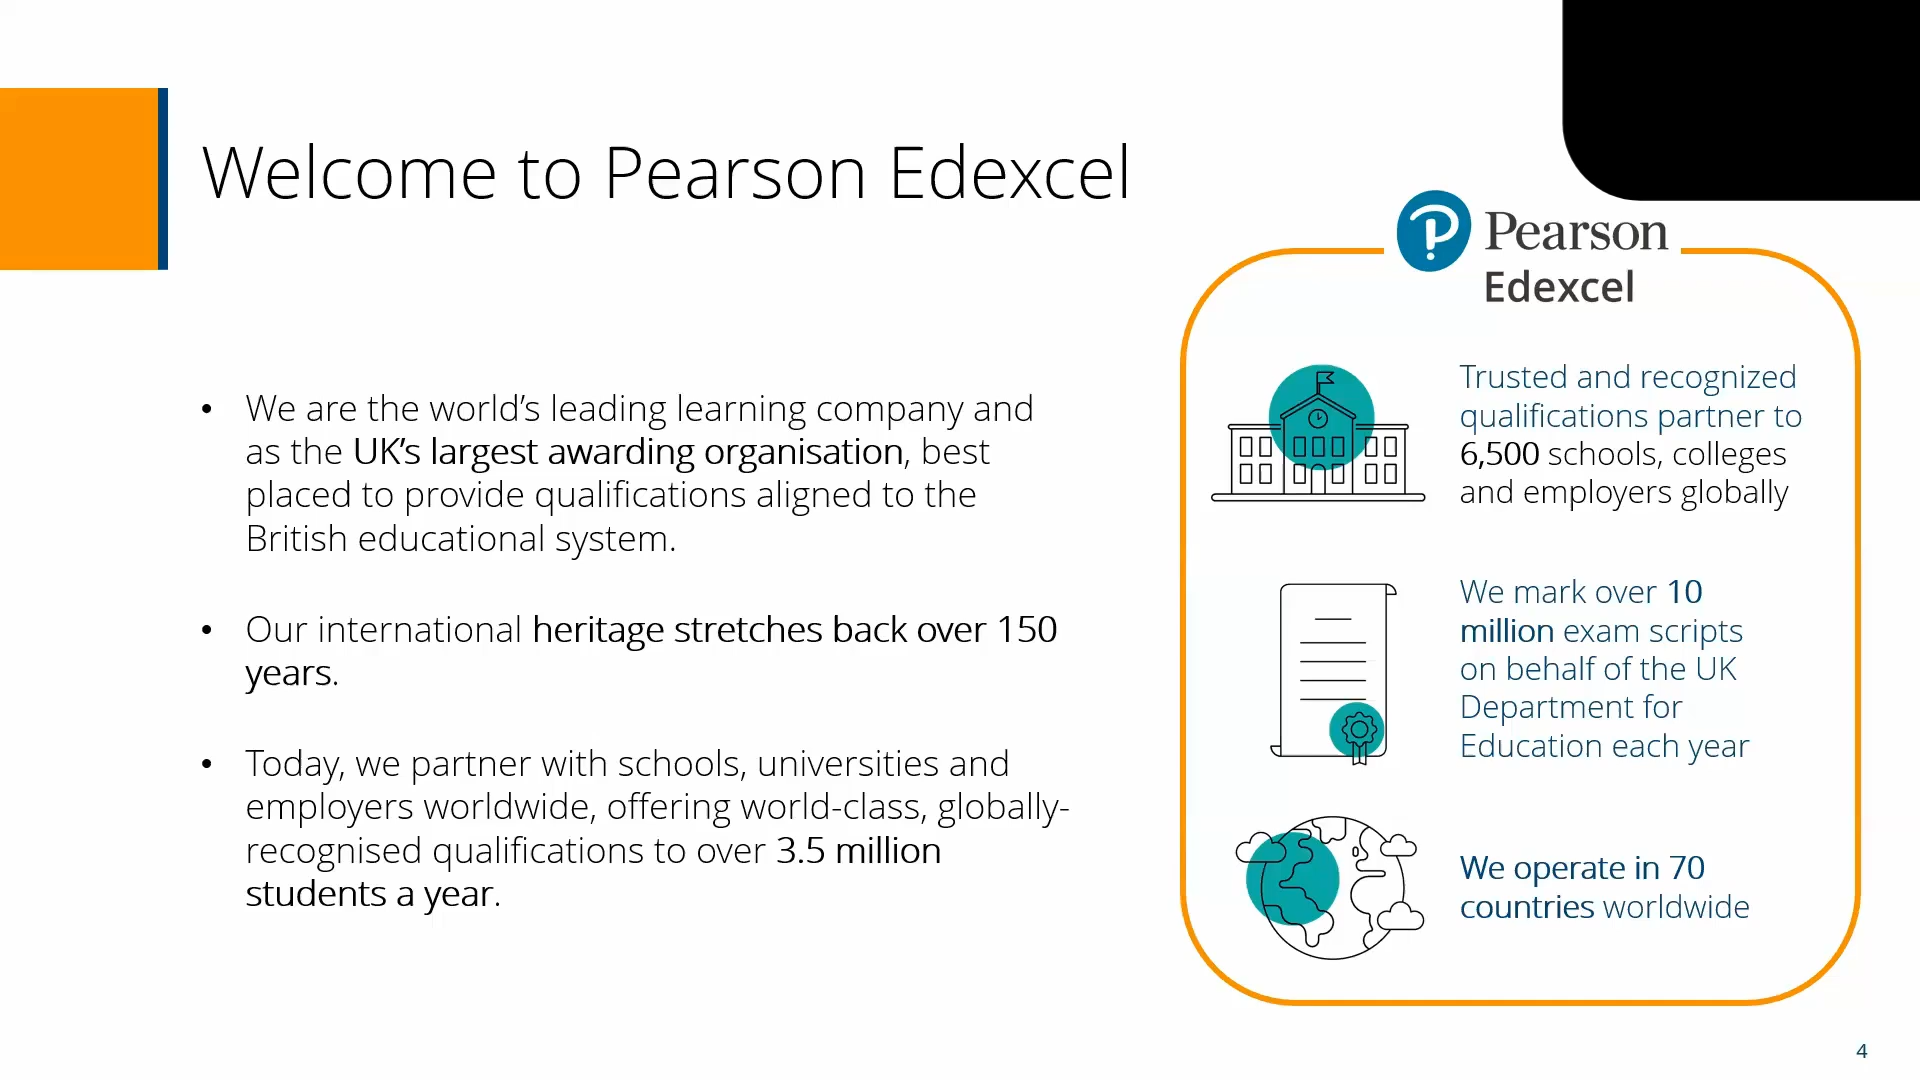 Welcome to Pearson Edexcel
• We are the world’s leading learning company and
as the UK’s largest awarding organisation, best
placed to provide qualifications aligned to the
British educational system.
• Our international heritage stretches back over 150
years.
• Today, we partner with schools, universities and
employers worldwide, offering world-class, globally-
recognised qualifications to over 3.5 million
students a year.
Pearson
Edexcel
Trusted and recognized
qualifications partner to
6,500 schools, colleges
and employers globally
We mark over 10
million exam scripts
on behalf of the UK
Department for
Education each year
We operate in 70
countries worldwide
4